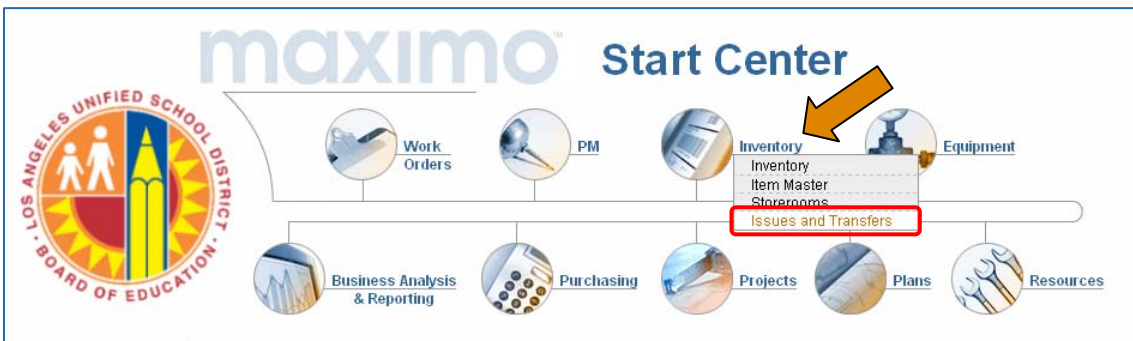 maximo™ Start Center
LOS ANGELES UNIFIED SCHOOL DISTRICT • BOARD OF EDUCATION •
Work
Orders
PM
Inventory
Equipment
Inventory
Item Master
Storerooms
Issues and Transfers
Business Analysis
& Reporting
Purchasing
Projects
Plans
Resources